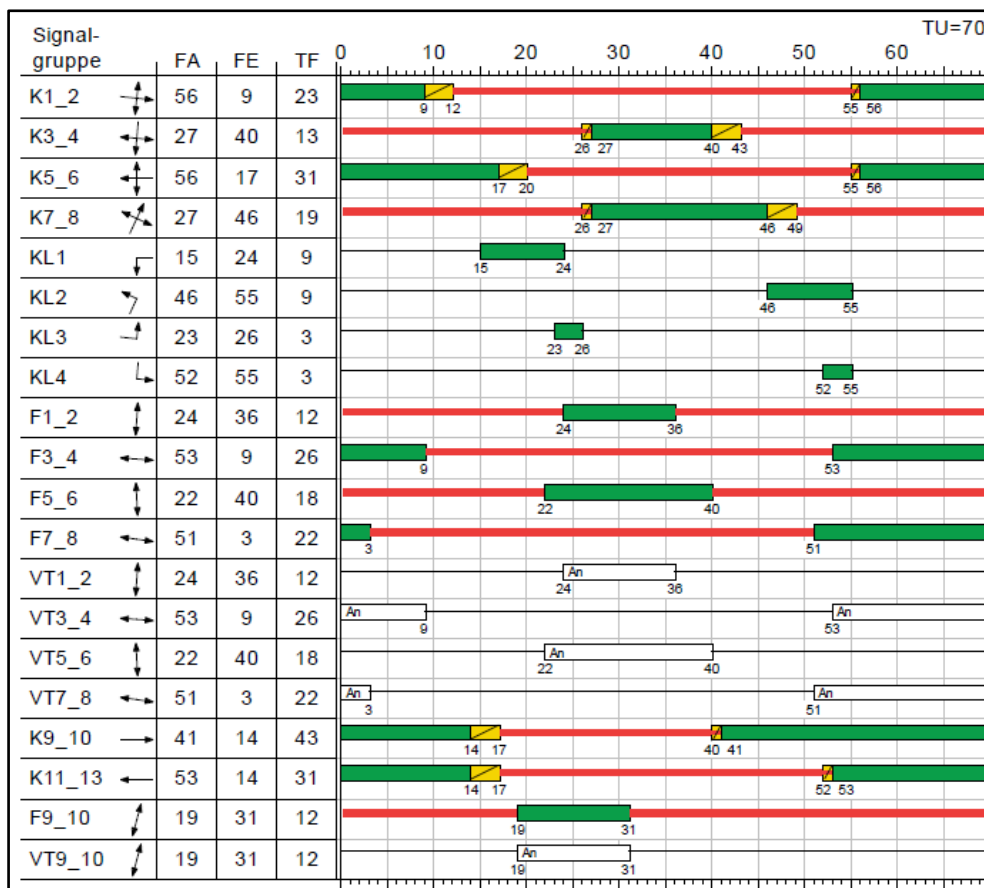 TU=70
Signal-
gruppe FA FE TF 0 10 20 30 40 50 60
K1_2 56 9 23
9 12 55 56
K3_4 27 40 13
26 27 40 43
K5_6 56 17 31
17 20 55 56
K7_8 27 46 19
26 27 46 49
KL1 15 24 9
15 24
KL2 46 55 9
46 55
KL3 23 26 3
23 26
KL4 52 55 3
52 55
F1_2 24 36 12
24 36
F3_4 53 9 26
9 53
F5_6 22 40 18
22 40
F7_8 51 3 22
3 51
VT1_2 24 36 12 An
24 36
VT3_4 53 9 26 An An
9 53
VT5_6 22 40 18 An
22 40
VT7_8 51 3 22 An An
3 51
K9_10 41 14 43
14 17 40 41
K11_13 53 14 31
14 17 52 53
F9_10 19 31 12
19 31
VT9_10 19 31 12 An
19 31